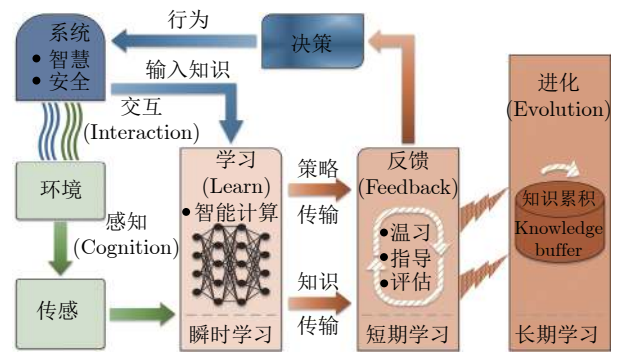 系统
● 智慧
● 安全
行为
决策
输入知识
交互
(Interaction)
环境
感知
(Cognition)
传感
学习
(Learn)
●智能计算
瞬时学习
策略
传输
知识
传输
反馈
(Feedback)
●温习
●指导
●评估
短期学习
进化
(Evolution)
知识累积
Knowledge
buffer
长期学习